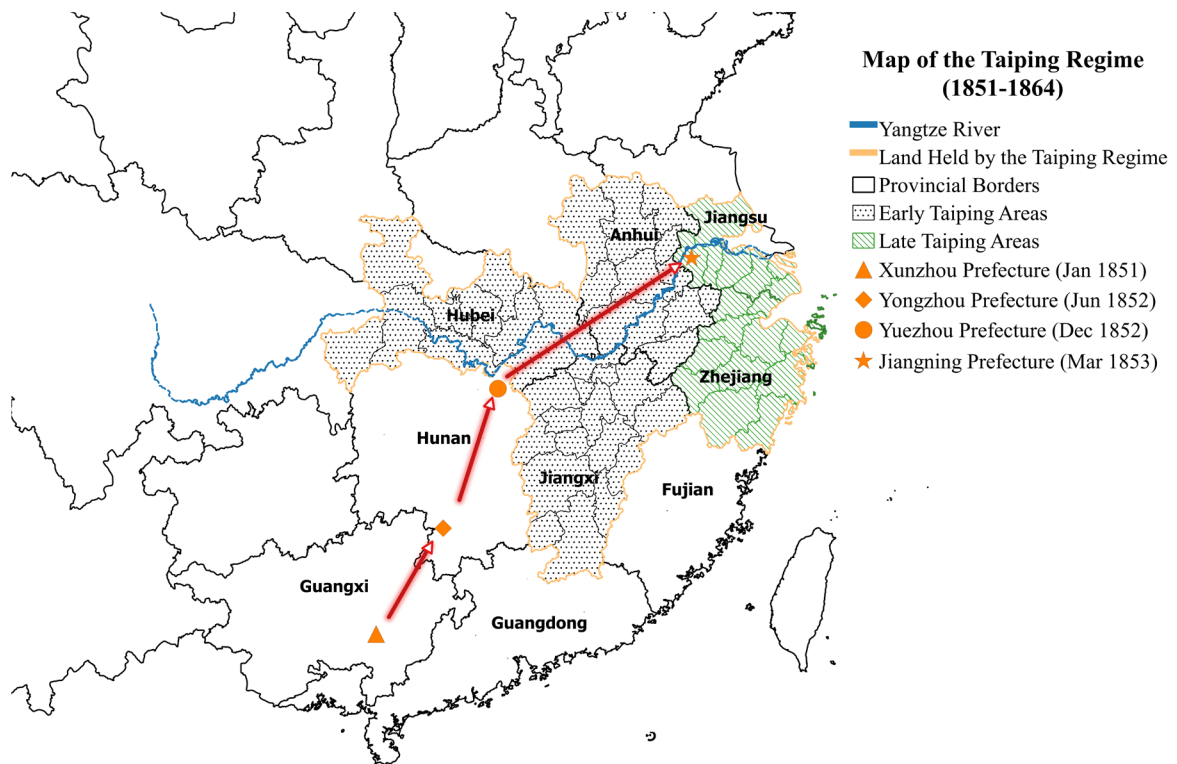 Map of the Taiping Regime
(1851-1864)
Yangtze River
Land Held by the Taiping Regime
Provincial Borders
Early Taiping Areas
Late Taiping Areas
Xunzhou Prefecture (Jan 1851)
Yongzhou Prefecture (Jun 1852)
Yuezhou Prefecture (Dec 1852)
Jiangning Prefecture (Mar 1853)
Jiangsu
Anhui
Hubei
Zhejiang
Hunan
Jiangxi
Fujian
Guangxi
Guangdong